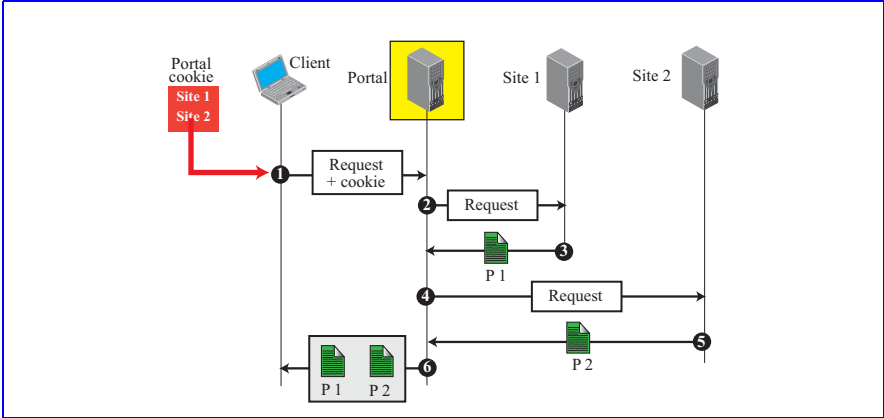 Portal
cookie
Site 1
Site 2
Client
Portal
Site 1
Site 2
1
Request
+ cookie
2
Request
3
P 1
4
Request
5
P 2
6
P 1
P 2